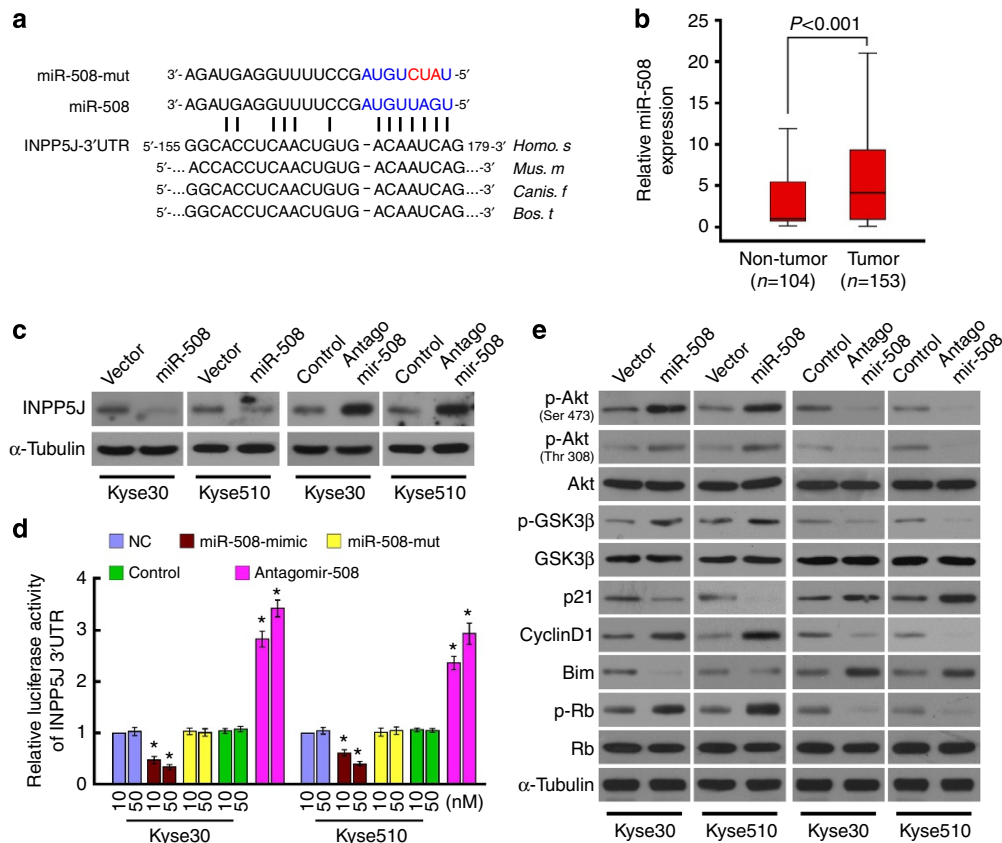 a
miR-508-mut 3′- AGAUGAGGUUUUCCGAUGUCUAU -5′
miR-508 3′- AGAUGAGGUUUUCCGAUGUUAGU -5′
INPP5J-3′UTR 5′-155 GGCACCUCAACUGUG – ACAAUCAG 179-3′ Homo. s
5′-... ACCACCUCAACUGUG – ACAAUCAG...-3′ Mus. m
5′-...GGCACCUCAACUGUG – ACAAUCAG...-3′ Canis. f
5′-...GGCACCUCAACUGUG – ACAAUCAG...-3′ Bos. t
b
Relative miR-508
expression
25
20
15
10
5
0
P<0.001
Non-tumor Tumor
(n=104) (n=153)
c
Vector miR-508 Vector miR-508 Control Antago mir-508 Control Antago mir-508
INPP5J
α-Tubulin
Kyse30 Kyse510 Kyse30 Kyse510
d
NC miR-508-mimic miR-508-mut
Control Antagomir-508
Relative luciferase activity
of INPP5J 3′UTR
4
3
2
1
0
* * * * * * * *
10 50 10 50 10 50 10 50 10 50 10 50 10 50 10 50 (nM)
Kyse30 Kyse510
e
Vector miR-508 Vector miR-508 Control Antago mir-508 Control Antago mir-508
p-Akt
(Ser 473)
p-Akt
(Thr 308)
Akt
p-GSK3β
GSK3β
p21
CyclinD1
Bim
p-Rb
Rb
α-Tubulin
Kyse30 Kyse510 Kyse30 Kyse510